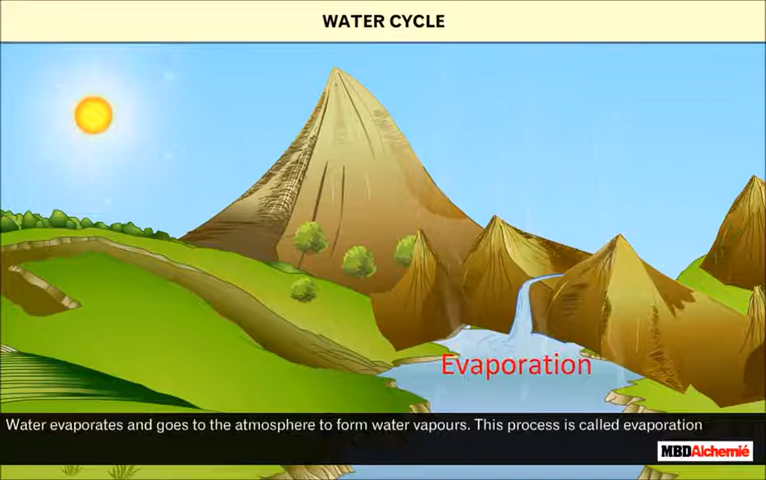 WATER CYCLE
Evaporation
Water evaporates and goes to the atmosphere to form water vapours. This process is called evaporation
MBDAlchemié